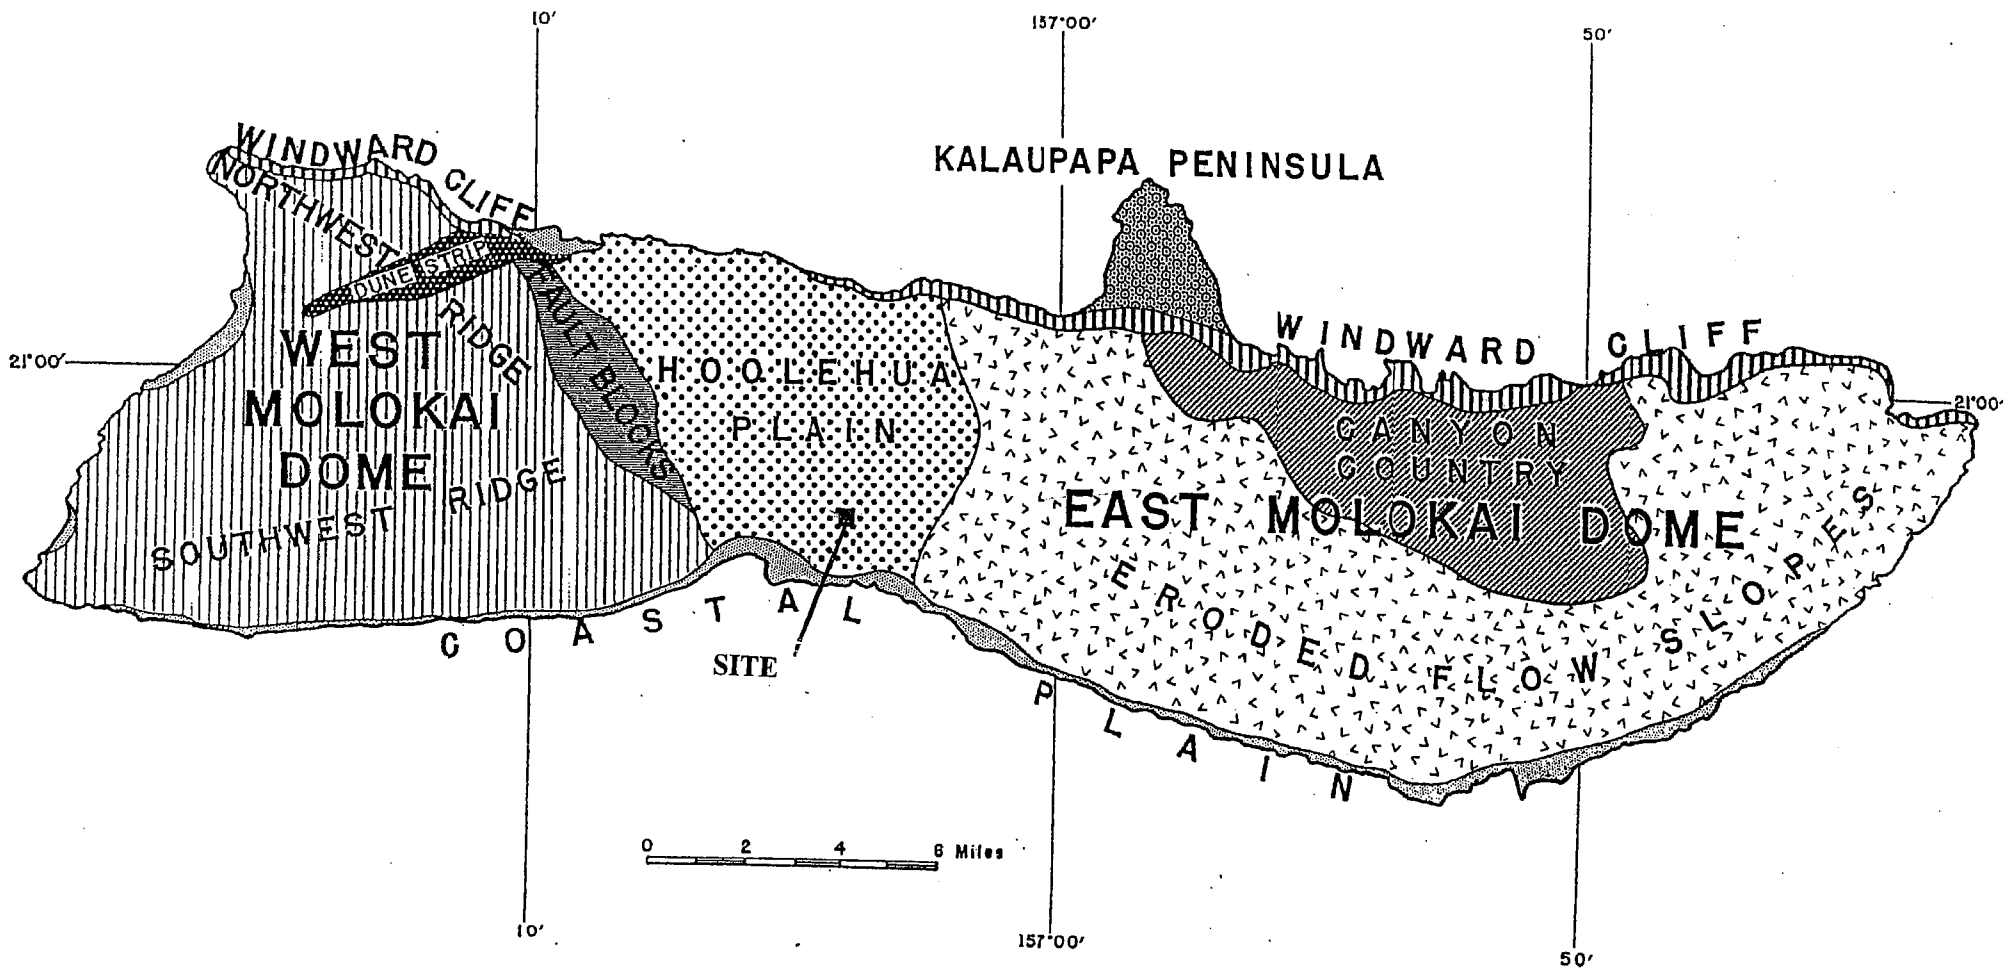 10'
157°00'
50'
KALAUPAPA PENINSULA
WINDWARD CLIFF
NORTHWEST RIDGE
DUNE STRIP
FAULT BLOCKS
WINDWARD CLIFF
21°00'
WEST
MOLOKAI
DOME
HOOLEHUA
PLAIN
21°00'
CANYON
COUNTRY
EAST MOLOKAI DOME
SOUTHWEST RIDGE
ERODED FLOW SLOPES
COASTAL PLAIN
SITE
0 2 4 6 Miles
10'
157°00'
50'